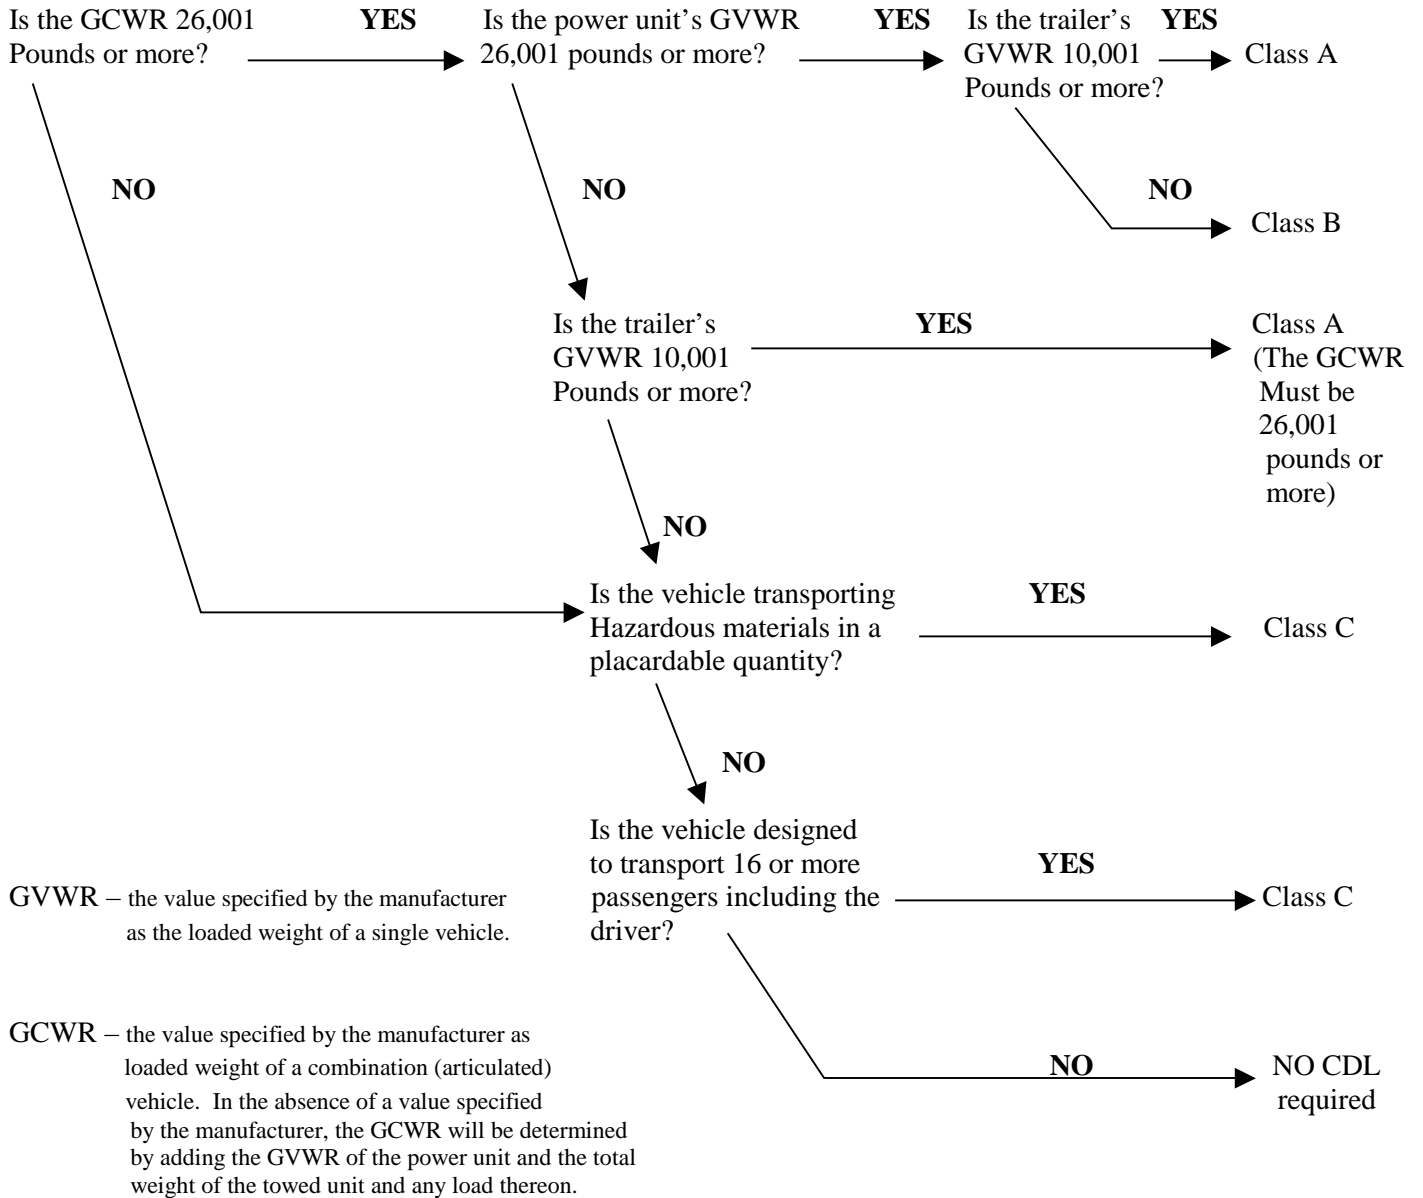 Is the GCWR 26,001
Pounds or more?
YES
Is the power unit’s GVWR
26,001 pounds or more?
YES
Is the trailer’s
GVWR 10,001
Pounds or more?
YES
Class A
NO
NO
NO
Class B
Is the trailer’s
GVWR 10,001
Pounds or more?
YES
Class A
(The GCWR
Must be
26,001
pounds or
more)
NO
Is the vehicle transporting
Hazardous materials in a
placardable quantity?
YES
Class C
NO
Is the vehicle designed
to transport 16 or more
passengers including the
driver?
YES
Class C
NO
NO CDL
required
GVWR – the value specified by the manufacturer
as the loaded weight of a single vehicle.
GCWR – the value specified by the manufacturer as
loaded weight of a combination (articulated)
vehicle. In the absence of a value specified
by the manufacturer, the GCWR will be determined
by adding the GVWR of the power unit and the total
weight of the towed unit and any load thereon.